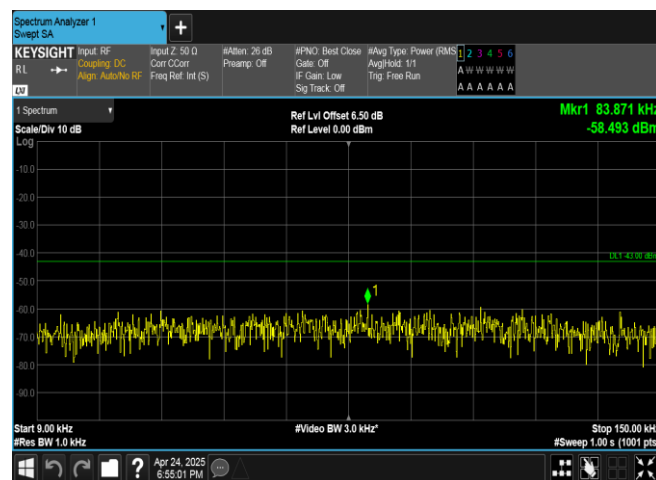 Spectrum Analyzer 1
Swept SA
+
KEYSIGHT
RL
LXI
Input: RF
Coupling: DC
Align: Auto/No RF
Input Z: 50 Ω
Corr CCorr
Freq Ref: Int (S)
#Atten: 26 dB
Preamp: Off
#PNO: Best Close
Gate: Off
IF Gain: Low
Sig Track: Off
#Avg Type: Power (RMS
Avg|Hold: 1/1
Trig: Free Run
1 2 3 4 5 6
A W W W W W
A A A A A A
1 Spectrum
Scale/Div 10 dB
Log
Ref Lvl Offset 6.50 dB
Ref Level 0.00 dBm
Mkr1 83.871 kHz
-58.493 dBm
-10.0
-20.0
-30.0
-40.0
DL1 -43.00 dBm
-50.0
1
-60.0
-70.0
-80.0
-90.0
Start 9.00 kHz
#Res BW 1.0 kHz
#Video BW 3.0 kHz*
Stop 150.00 kHz
#Sweep 1.00 s (1001 pts
?
Apr 24, 2025
6:55:01 PM